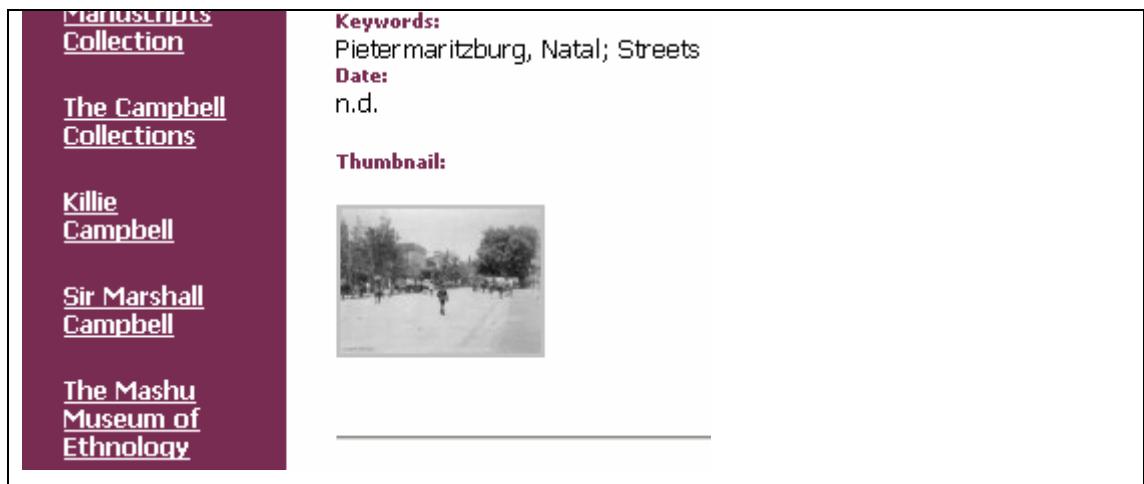 Manuscripts
Collection
The Campbell
Collections
Killie
Campbell
Sir Marshall
Campbell
The Mashu
Museum of
Ethnology
Keywords:
Pietermaritzburg, Natal; Streets
Date:
n.d.
Thumbnail: